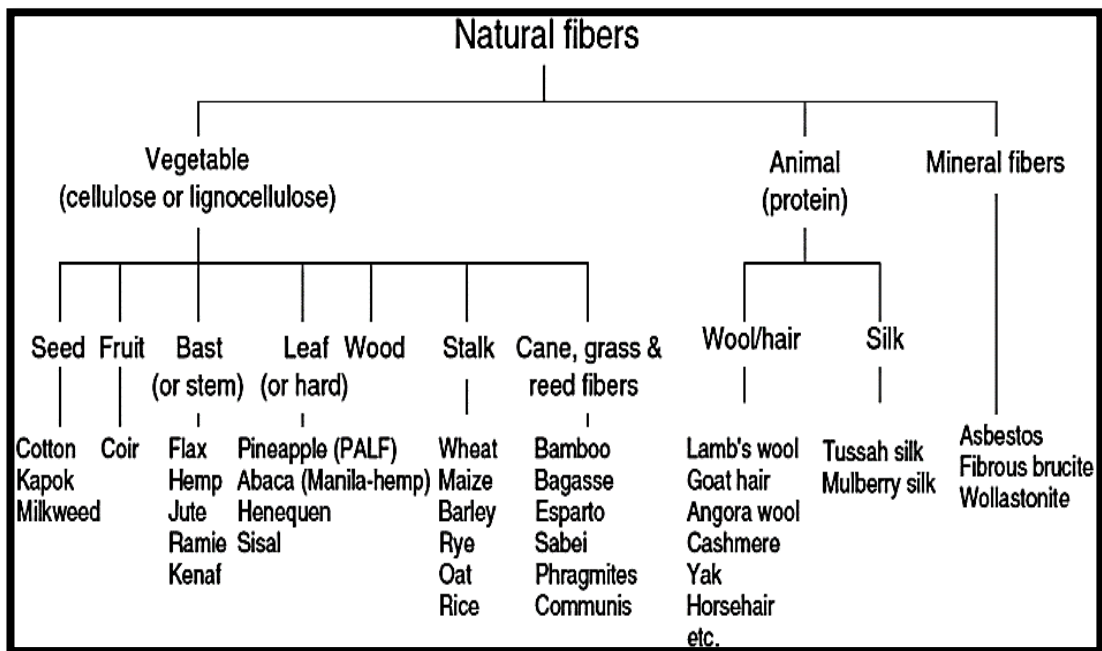 Natural fibers
Vegetable
(cellulose or lignocellulose)
Animal
(protein)
Mineral fibers
Seed
Fruit
Bast
(or stem)
Leaf
(or hard)
Wood
Stalk
Cane, grass &
reed fibers
Wool/hair
Silk
Cotton
Kapok
Milkweed
Coir
Flax
Hemp
Jute
Ramie
Kenaf
Pineapple (PALF)
Abaca (Manila-hemp)
Henequen
Sisal
Wheat
Maize
Barley
Rye
Oat
Rice
Bamboo
Bagasse
Esparto
Sabei
Phragmites
Communis
Lamb's wool
Goat hair
Angora wool
Cashmere
Yak
Horsehair
etc.
Tussah silk
Mulberry silk
Asbestos
Fibrous brucite
Wollastonite